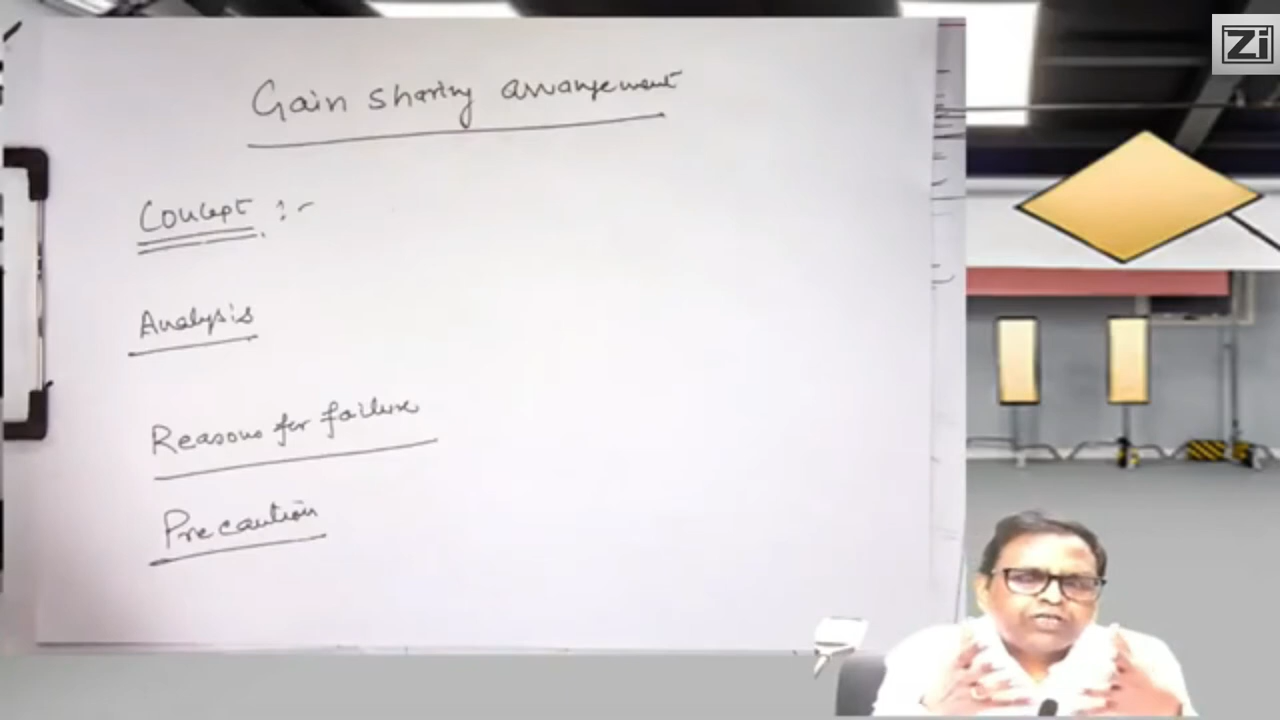 Zi
Gain sharing arrangement
Concept :-
Analysis
Reasons for failure
Precaution